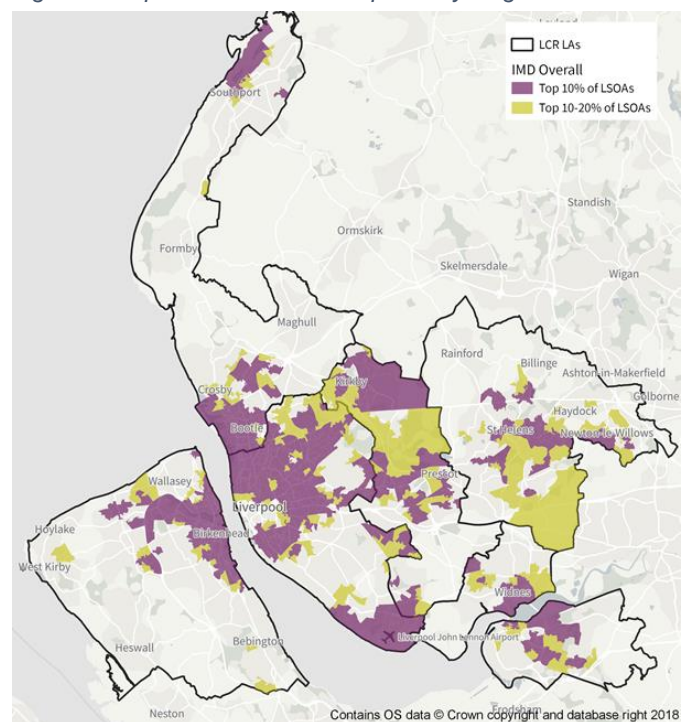 LCR LAs
IMD Overall
Top 10% of LSOAs
Top 10-20% of LSOAs
Southport
Standish
Ormskirk
Formby
Skelmersdale
Wigan
Maghull
Rainford
Billinge
Ashton-in-Makerfield
Kirkby
Crosby
Golborne
Haydock
Bootle
St Helens
Newton-le-Willows
Prescot
Wallasey
Liverpool
Hoylake
Birkenhead
West Kirby
Widnes
Liverpool John Lennon Airport
Heswall
Bebington
Neston
Frodsham
Contains OS data © Crown copyright and database right 2018